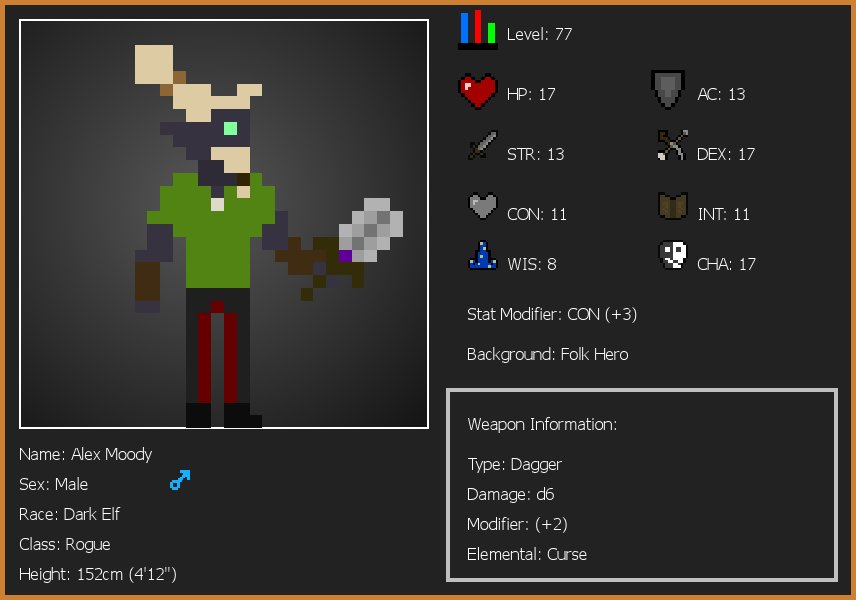 Level: 77
HP: 17
AC: 13
STR: 13
DEX: 17
CON: 11
INT: 11
WIS: 8
CHA: 17
Stat Modifier: CON (+3)
Background: Folk Hero
Weapon Information:
Type: Dagger
Damage: d6
Modifier: (+2)
Elemental: Curse
Name: Alex Moody
Sex: Male
Race: Dark Elf
Class: Rogue
Height: 152cm (4'12")